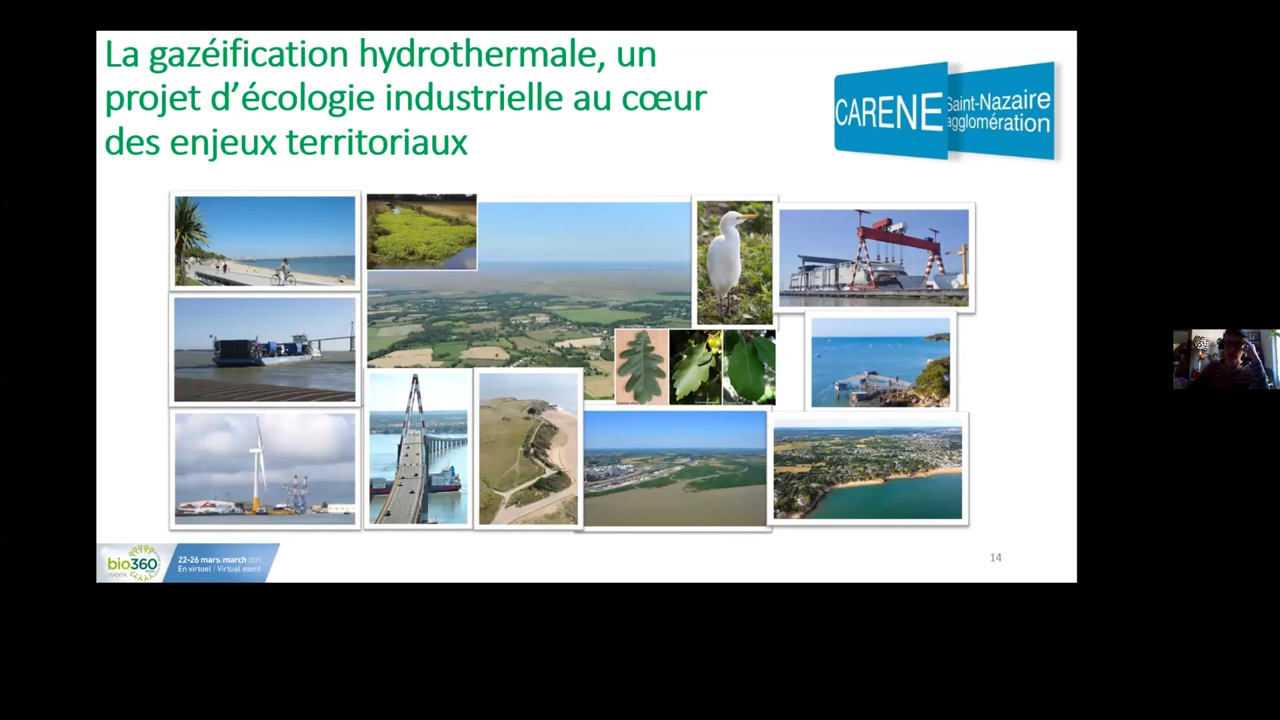 La gazéification hydrothermale, un
projet d'écologie industrielle au cœur
des enjeux territoriaux
CARENE
Saint-Nazaire
agglomération
bio360
week
22-26 mars/march 2021
En virtuel / Virtual event
14